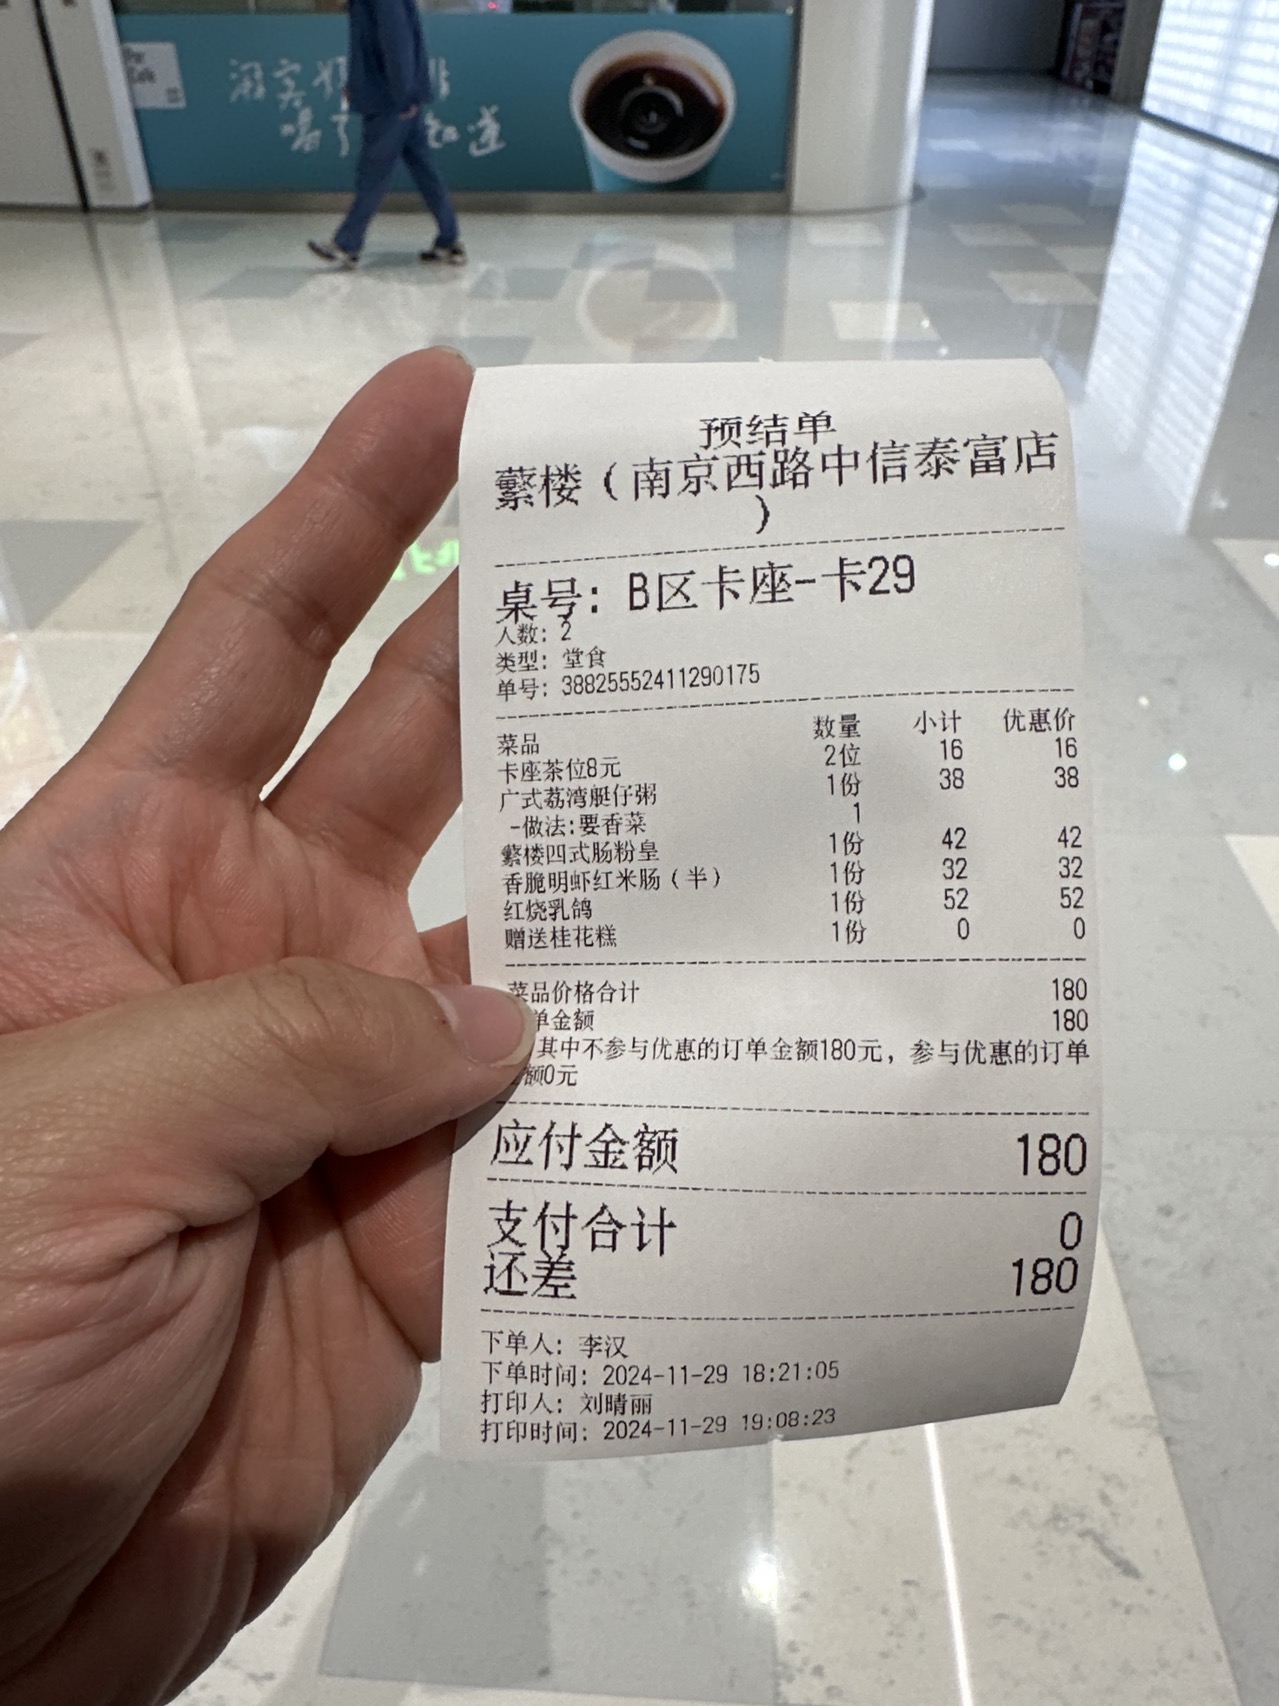 喝了 知道
预结单
蘩楼（南京西路中信泰富店
）
桌号：B区卡座-卡29
人数：2
类型：堂食
单号：38825552411290175
菜品 数量 小计 优惠价
卡座茶位8元 2位 16 16
广式荔湾艇仔粥 1份 38 38
-做法:要香菜 1
蘩楼四式肠粉皇 1份 42 42
香脆明虾红米肠（半） 1份 32 32
红烧乳鸽 1份 52 52
赠送桂花糕 1份 0 0
菜品价格合计 180
单金额 180
其中不参与优惠的订单金额180元，参与优惠的订单
额0元
应付金额 180
支付合计 0
还差 180
下单人：李汉
下单时间：2024-11-29 18:21:05
打印人：刘晴丽
打印时间：2024-11-29 19:08:23